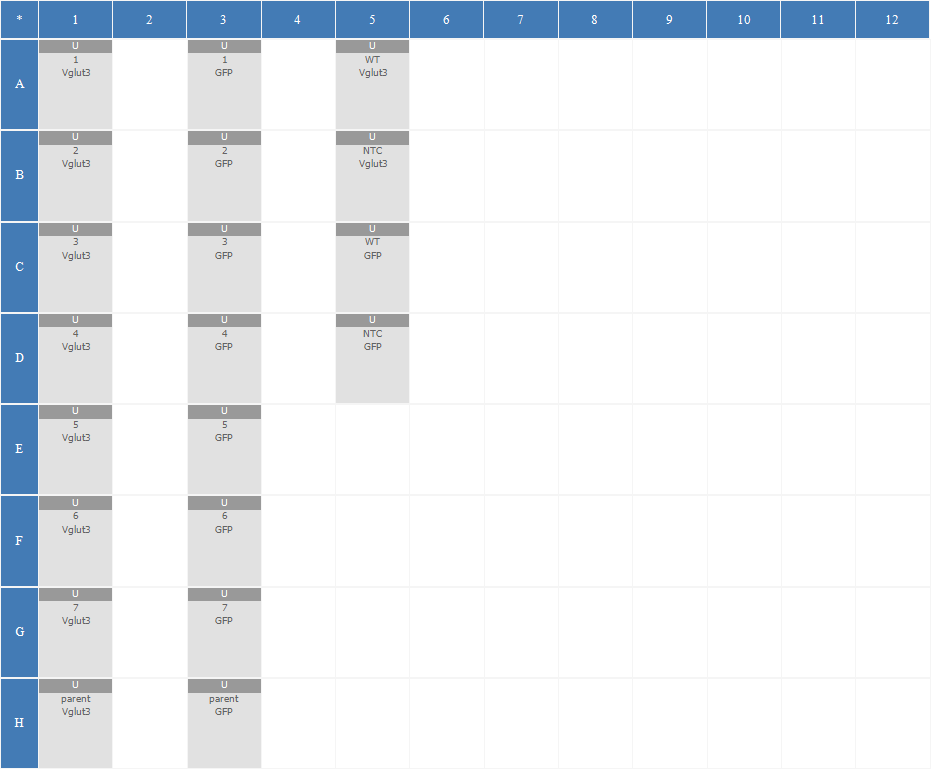 * 1 2 3 4 5 6 7 8 9 10 11 12
A
U U U
1 1 WT
Vglut3 GFP Vglut3
B
U U U
2 2 NTC
Vglut3 GFP Vglut3
C
U U U
3 3 WT
Vglut3 GFP GFP
D
U U U
4 4 NTC
Vglut3 GFP GFP
E
U U
5 5
Vglut3 GFP
F
U U
6 6
Vglut3 GFP
G
U U
7 7
Vglut3 GFP
H
U U
parent parent
Vglut3 GFP